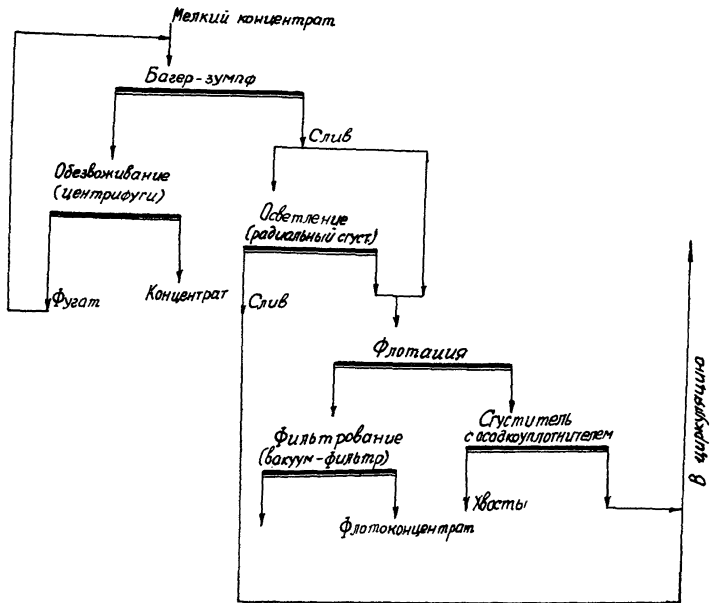 Мелкий концентрат
Багер-зумпф
Слив
Обезвоживание
(центрифуги)
Осветление
(радиальный сгуст.)
Фугат
Концентрат
Слив
Флотация
Фильтрование
(вакуум-фильтр)
Сгуститель
с осадкоуплотнителем
Хвосты
Флотоконцентрат
В циркуляцию